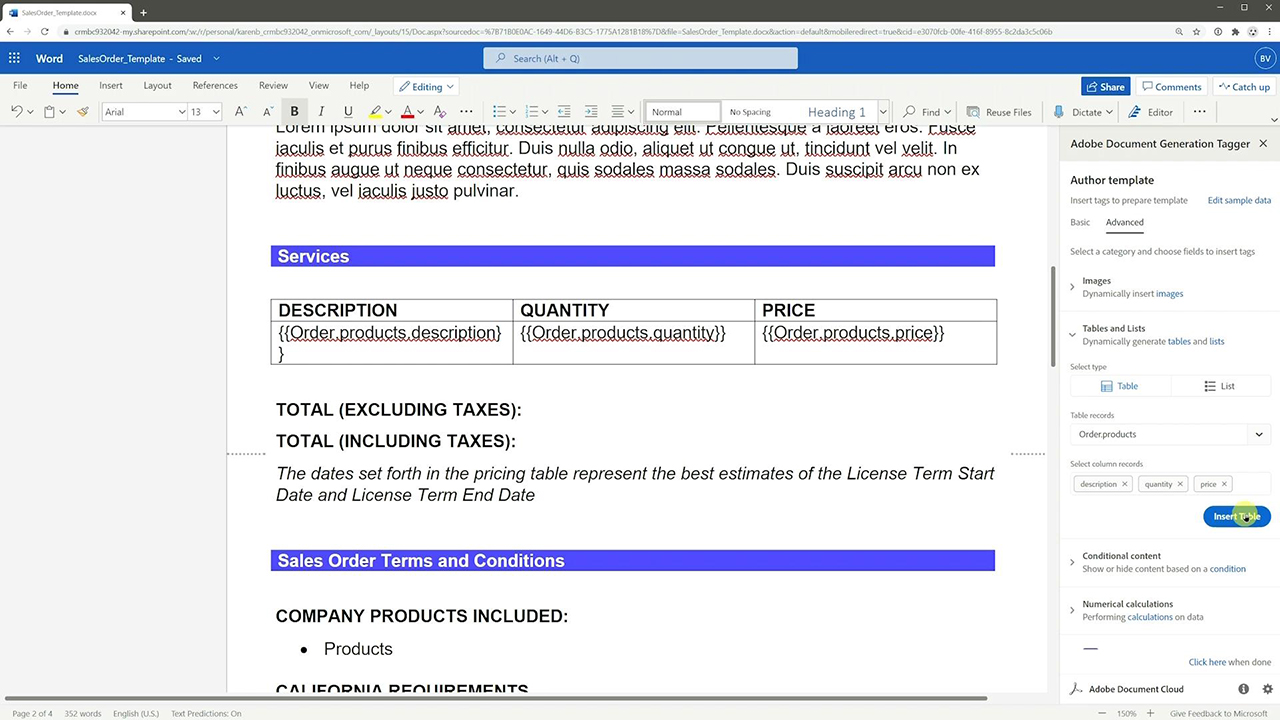 SalesOrder_Template.docx
crmbc932042-my.sharepoint.com/:w:/r/personal/karenb_crmbc932042_onmicrosoft_com/_layouts/15/Doc.aspx?sourcedoc=%7B71B0E0AC-1649-44D6-B3C5-1775A1281B18%7D&file=SalesOrder_Template.docx&action=default&mobileredirect=true&cid=e3070fcb-00fe-416f-8955-8c2da3c5c06b
Word SalesOrder_Template - Saved Search (Alt + Q) BV
File Home Insert Layout References Review View Help Editing Share Comments Catch up
Arial 13 B I U A A Normal No Spacing Heading 1 Find Reuse Files Dictate Editor
Lorem ipsum dolor sit amet, consectetur adipiscing elit. Pellentesque a laoreet eros. Fusce
iaculis et purus finibus efficitur. Duis nulla odio, aliquet ut congue ut, tincidunt vel velit. In
finibus augue ut neque consectetur, quis sodales massa sodales. Duis suscipit arcu non ex
luctus, vel iaculis justo pulvinar.
Services
DESCRIPTION QUANTITY PRICE
{{Order.products.description} {{Order.products.quantity}} {{Order.products.price}}
}
TOTAL (EXCLUDING TAXES):
TOTAL (INCLUDING TAXES):
The dates set forth in the pricing table represent the best estimates of the License Term Start
Date and License Term End Date
Sales Order Terms and Conditions
COMPANY PRODUCTS INCLUDED:
• Products
CALIFORNIA REQUIREMENTS
Adobe Document Generation Tagger
Author template
Insert tags to prepare template Edit sample data
Basic Advanced
Select a category and choose fields to insert tags
Images
Dynamically insert images
Tables and Lists
Dynamically generate tables and lists
Select type
Table List
Table records
Order.products
Select column records
description quantity price
Insert Table
Conditional content
Show or hide content based on a condition
Numerical calculations
Performing calculations on data
Click here when done
Adobe Document Cloud
Page 2 of 4 352 words English (U.S.) Text Predictions: On 150% Give Feedback to Microsoft